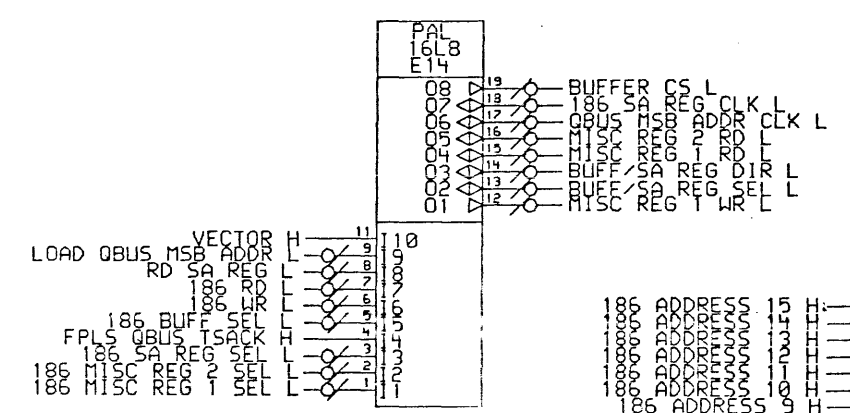 PAL
16L8
E14
O8 19 BUFFER CS L
O7 18 186 SA REG CLK L
O6 17 QBUS MSB ADDR CLK L
O5 16 MISC REG 2 RD L
O4 15 MISC REG 1 RD L
O3 14 BUFF/SA REG DIR L
O2 13 BUFF/SA REG SEL L
O1 12 MISC REG 1 WR L
VECTOR H 11 I10
LOAD QBUS MSB ADDR L 9 I9
RD SA REG L 8 I8
186 RD L 7 I7
186 WR L 6 I6
186 BUFF SEL L 5 I5
FPLS QBUS TSACK H 4 I4
186 SA REG SEL L 3 I3
186 MISC REG 2 SEL L 2 I2
186 MISC REG 1 SEL L 1 I1
186 ADDRESS 15 H
186 ADDRESS 14 H
186 ADDRESS 13 H
186 ADDRESS 12 H
186 ADDRESS 11 H
186 ADDRESS 10 H
186 ADDRESS 9 H